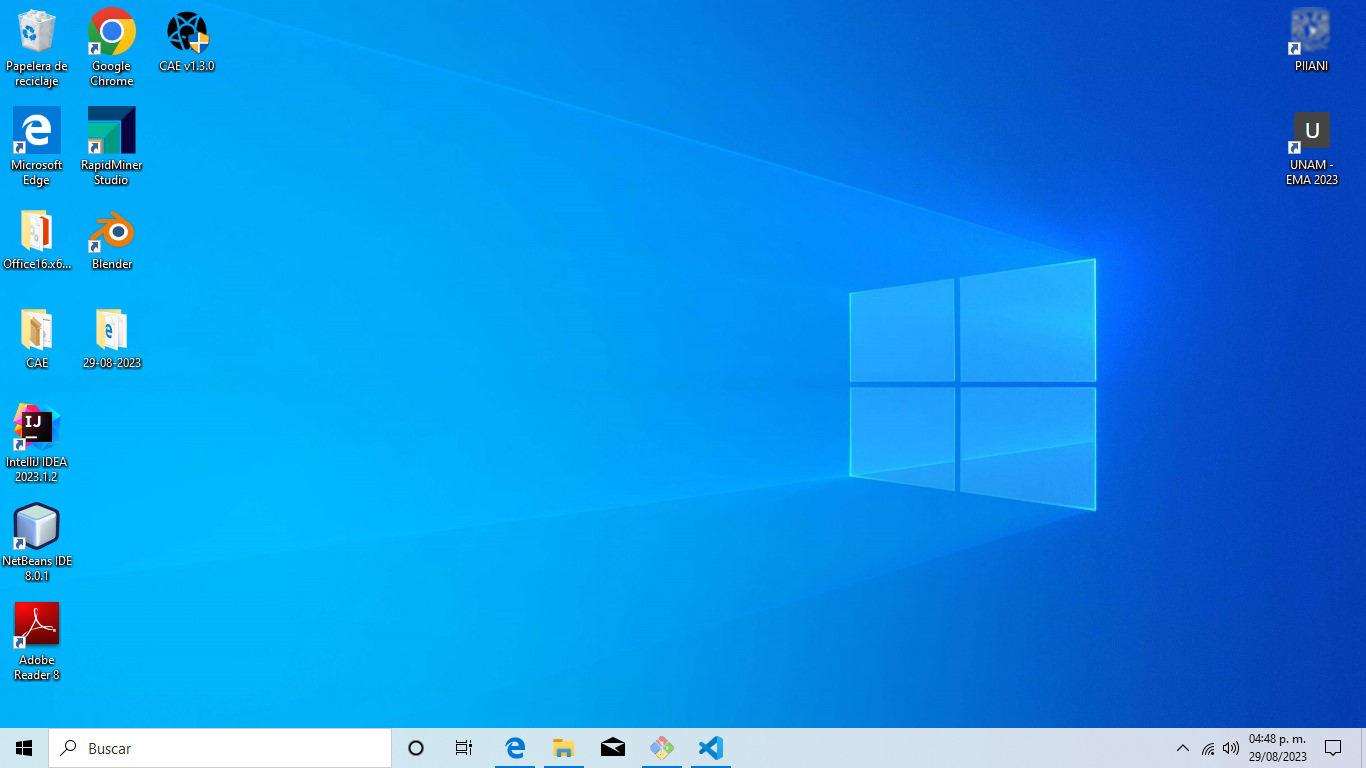 Papelera de
reciclaje
Google
Chrome
CAE v1.3.0
PIIANI
Microsoft
Edge
RapidMiner
Studio
U
UNAM -
EMA 2023
Office16.x6...
Blender
CAE
29-08-2023
IJ
IntelliJ IDEA
2023.1.2
NetBeans IDE
8.0.1
Adobe
Reader 8
Buscar
04:48 p. m.
29/08/2023